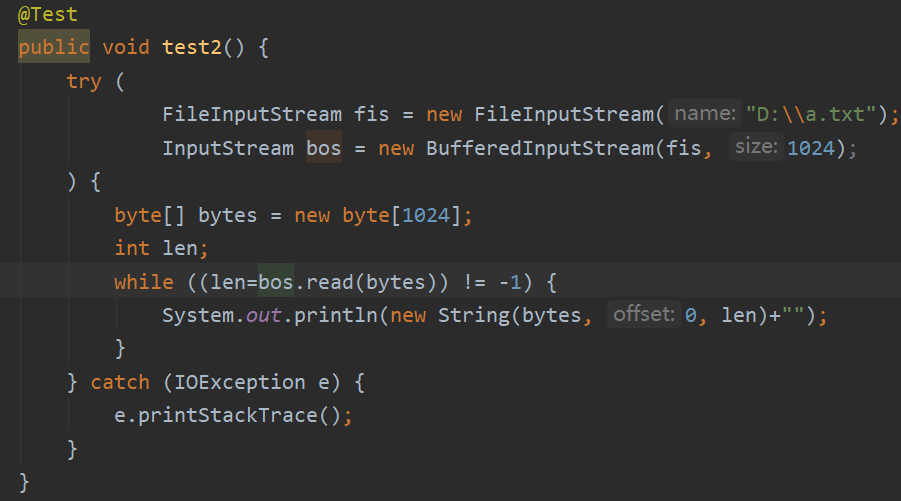 @Test
public void test2() {
    try (
            FileInputStream fis = new FileInputStream( name: "D:\\a.txt");
            InputStream bos = new BufferedInputStream(fis, size: 1024);
    ) {
        byte[] bytes = new byte[1024];
        int len;
        while ((len=bos.read(bytes)) != -1) {
            System.out.println(new String(bytes, offset: 0, len)+"");
        }
    } catch (IOException e) {
        e.printStackTrace();
    }
}